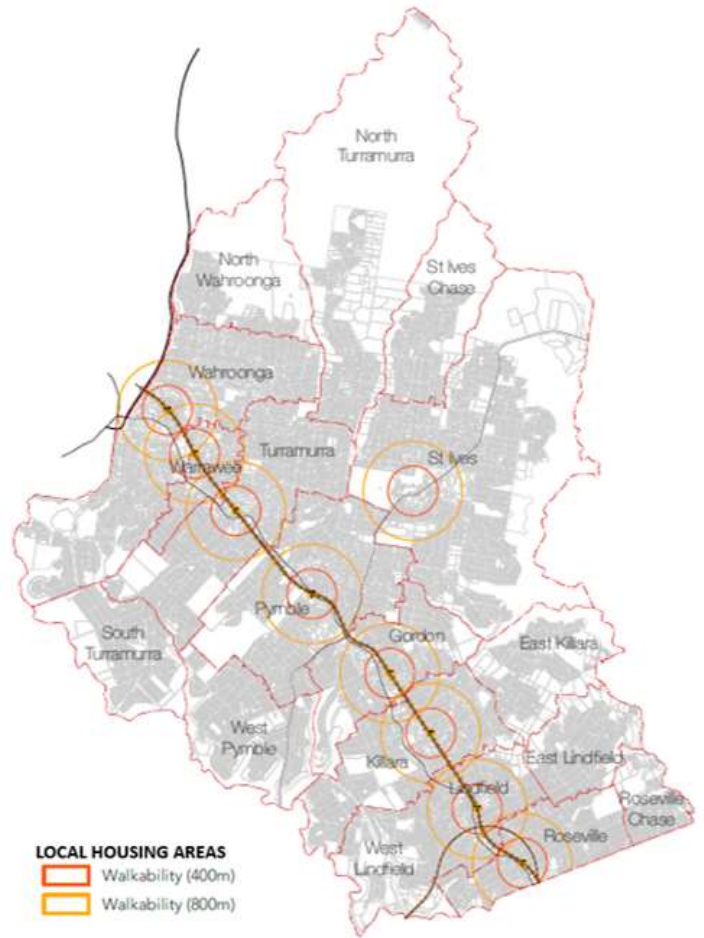 North
Turramurra
North
Wahroonga
St Ives
Chase
Wahroonga
Turramurra
St Ives
Warrawee
Pymble
Gordon
South
Turramurra
East Killara
West
Pymble
Killara
East Lindfield
Lindfield
Roseville
Chase
Roseville
West
Lindfield
LOCAL HOUSING AREAS
Walkability (400m)
Walkability (800m)